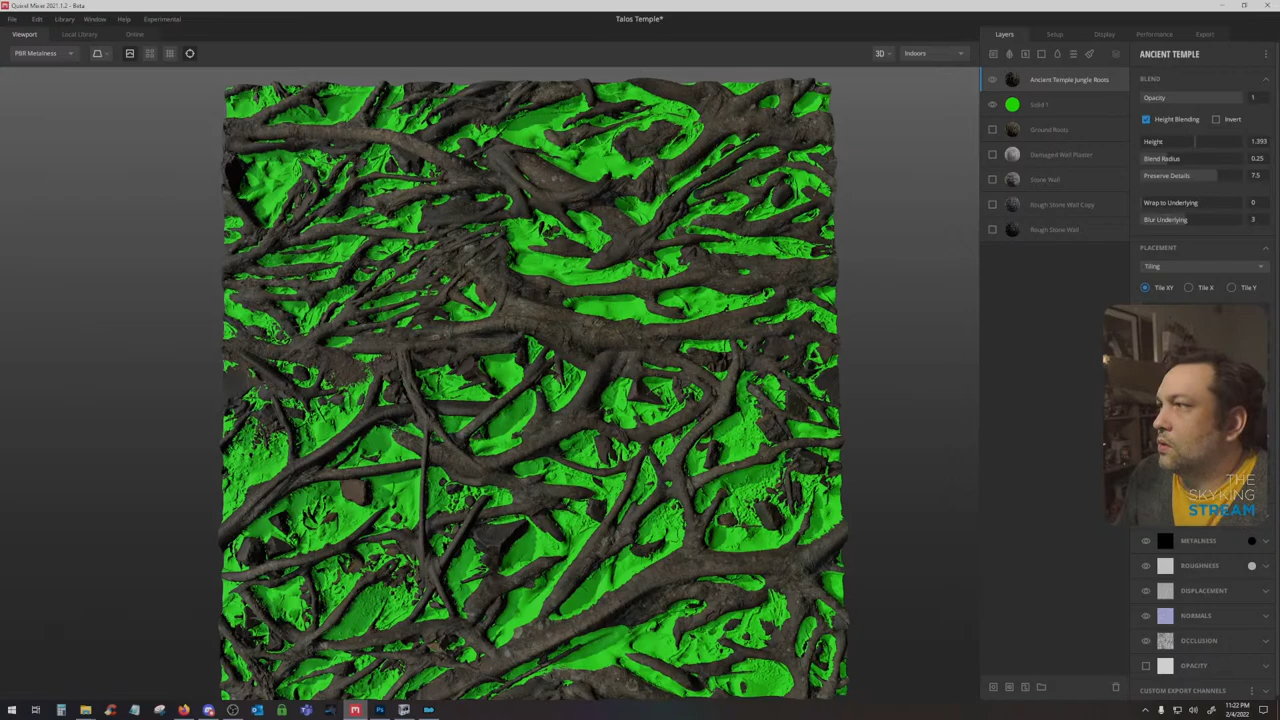 Quixel Mixer 2021.1.2 - Beta
File Edit Library Window Help Experimental
Talos Temple*
Viewport Local Library Online
Layers Setup Display Performance Export
PBR Metalness
3D Indoors
ANCIENT TEMPLE
Ancient Temple Jungle Roots
Solid 1
Ground Roots
Damaged Wall Plaster
Stone Wall
Rough Stone Wall Copy
Rough Stone Wall
BLEND
Opacity 1
Height Blending Invert
Height 1.393
Blend Radius 0.25
Preserve Details 7.5
Wrap to Underlying 0
Blur Underlying 3
PLACEMENT
Tiling
Tile XY Tile X Tile Y
THE
SKYKING
STREAM
METALNESS
ROUGHNESS
DISPLACEMENT
NORMALS
OCCLUSION
OPACITY
CUSTOM EXPORT CHANNELS
11:22 PM
2/4/2022